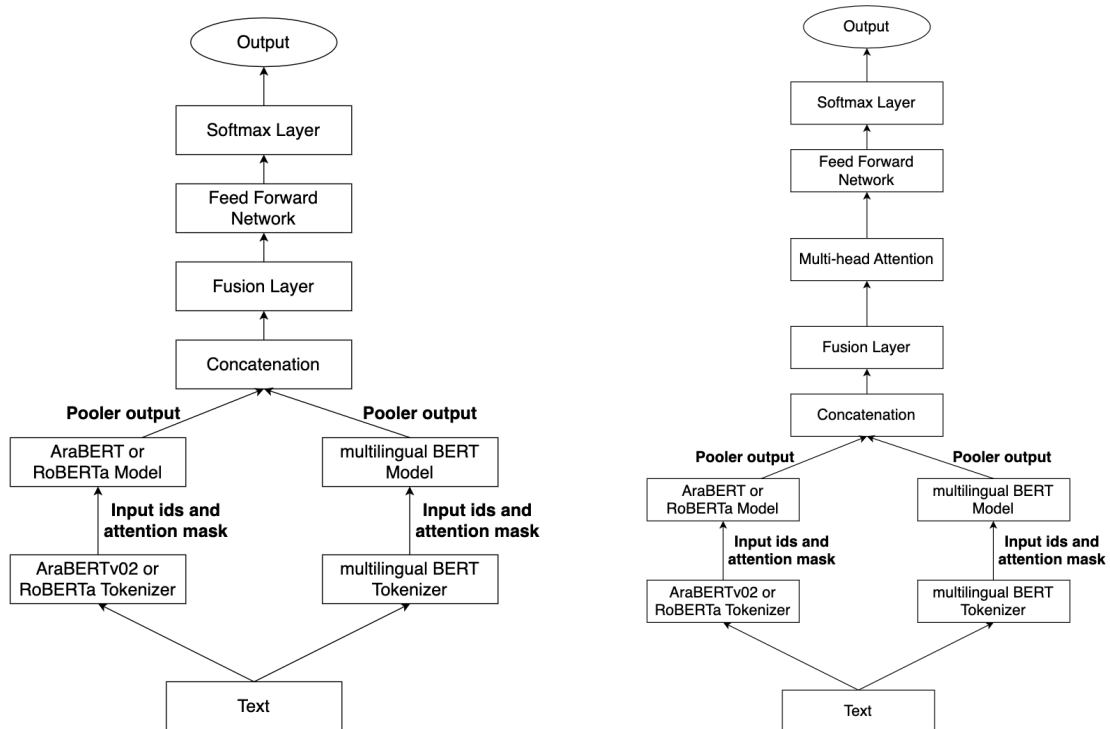 Output
Softmax Layer
Feed Forward
Network
Fusion Layer
Concatenation
Pooler output
Pooler output
AraBERT or
RoBERTa Model
multilingual BERT
Model
Input ids and
attention mask
Input ids and
attention mask
AraBERTv02 or
RoBERTa Tokenizer
multilingual BERT
Tokenizer
Text
Output
Softmax Layer
Feed Forward
Network
Multi-head Attention
Fusion Layer
Concatenation
Pooler output
Pooler output
AraBERT or
RoBERTa Model
multilingual BERT
Model
Input ids and
attention mask
Input ids and
attention mask
AraBERTv02 or
RoBERTa Tokenizer
multilingual BERT
Tokenizer
Text